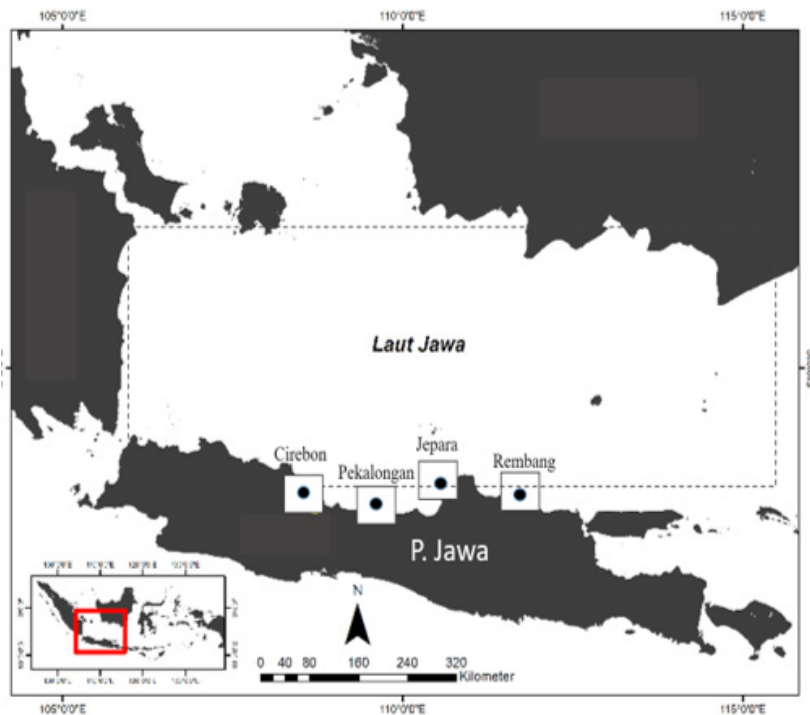 105°0'0"E 110°0'0"E 115°0'0"E
Laut Jawa
Cirebon
Pekalongan
Jepara
Rembang
P. Jawa
N
0 40 80 160 240 320
Kilometer
105°0'0"E 110°0'0"E 115°0'0"E